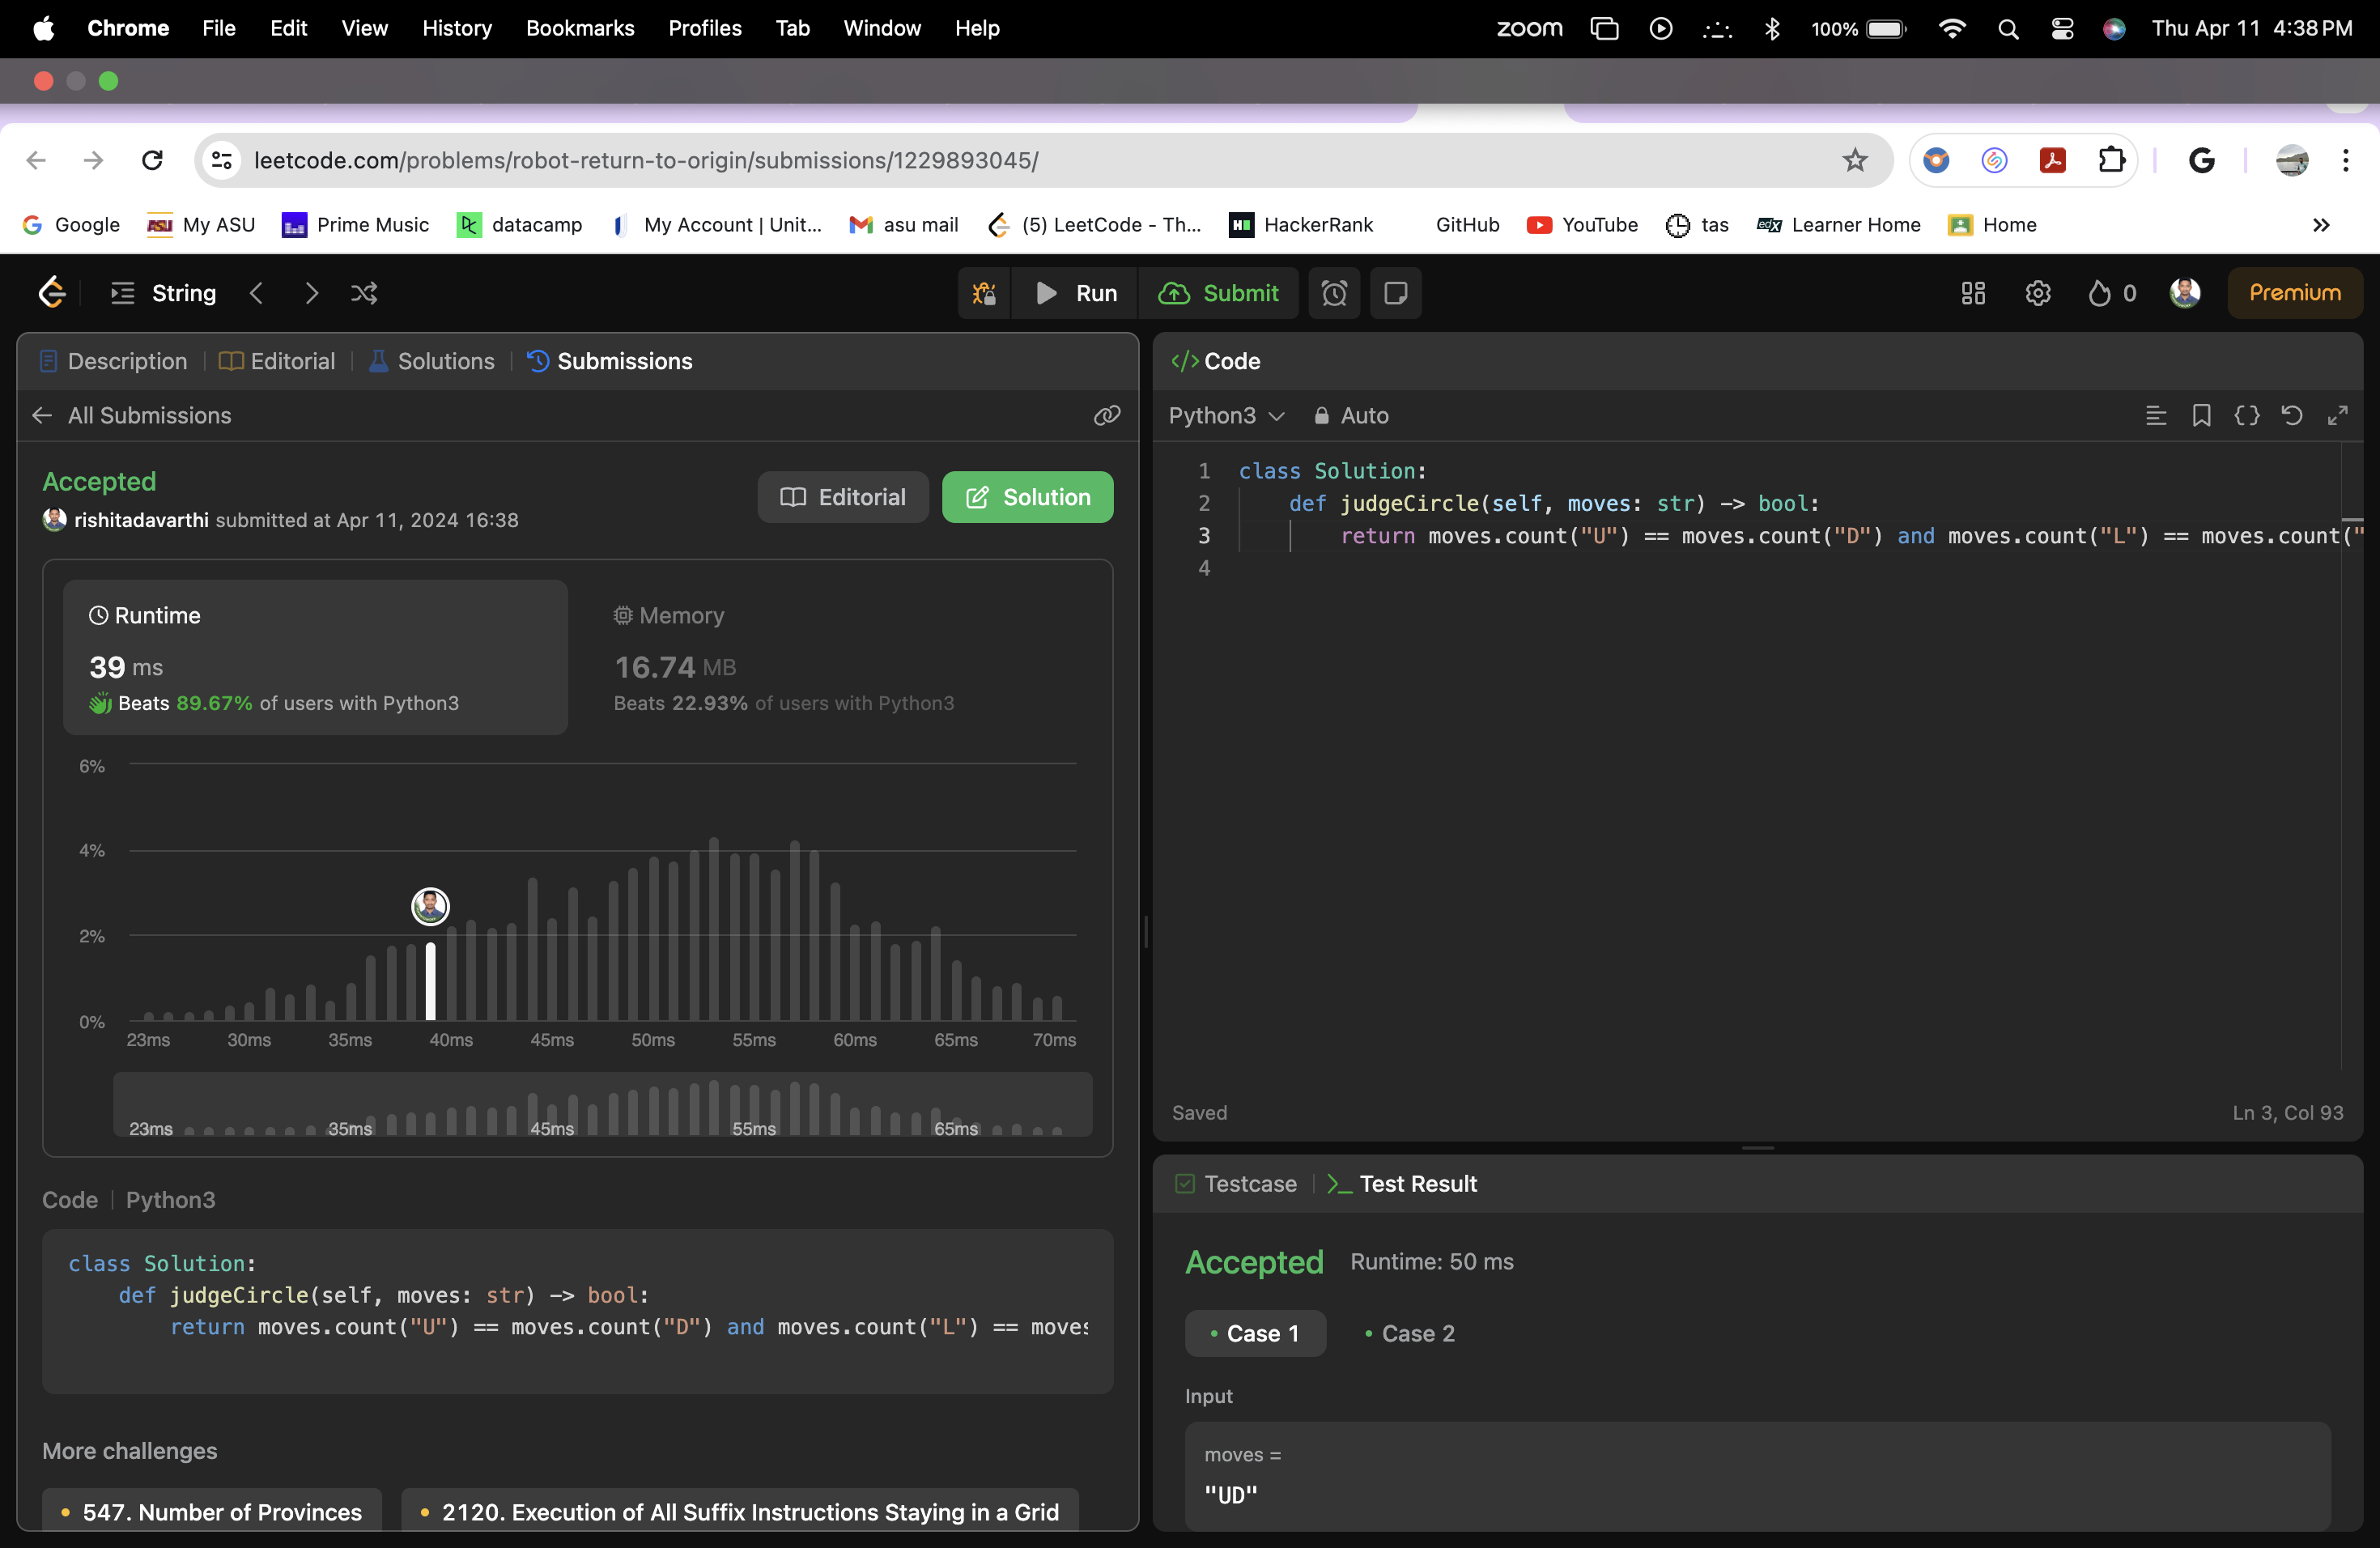 Chrome File Edit View History Bookmarks Profiles Tab Window Help zoom 100% Thu Apr 11 4:38 PM
leetcode.com/problems/robot-return-to-origin/submissions/1229893045/
Google My ASU Prime Music datacamp My Account | Unit... asu mail (5) LeetCode - Th... HackerRank GitHub YouTube tas edX Learner Home Home
String Run Submit 0 Premium
Description Editorial Solutions Submissions
All Submissions
Accepted
rishitadavarthi submitted at Apr 11, 2024 16:38
Editorial Solution
Runtime
39 ms
Beats 89.67% of users with Python3
Memory
16.74 MB
Beats 22.93% of users with Python3
6%
4%
2%
0%
23ms 30ms 35ms 40ms 45ms 50ms 55ms 60ms 65ms 70ms
23ms 35ms 45ms 55ms 65ms
Code | Python3
class Solution:
def judgeCircle(self, moves: str) -> bool:
return moves.count("U") == moves.count("D") and moves.count("L") == moves
More challenges
547. Number of Provinces 2120. Execution of All Suffix Instructions Staying in a Grid
</> Code
Python3 Auto
1 class Solution:
2 def judgeCircle(self, moves: str) -> bool:
3 return moves.count("U") == moves.count("D") and moves.count("L") == moves.count("
4
Saved Ln 3, Col 93
Testcase >_ Test Result
Accepted Runtime: 50 ms
Case 1 Case 2
Input
moves =
"UD"